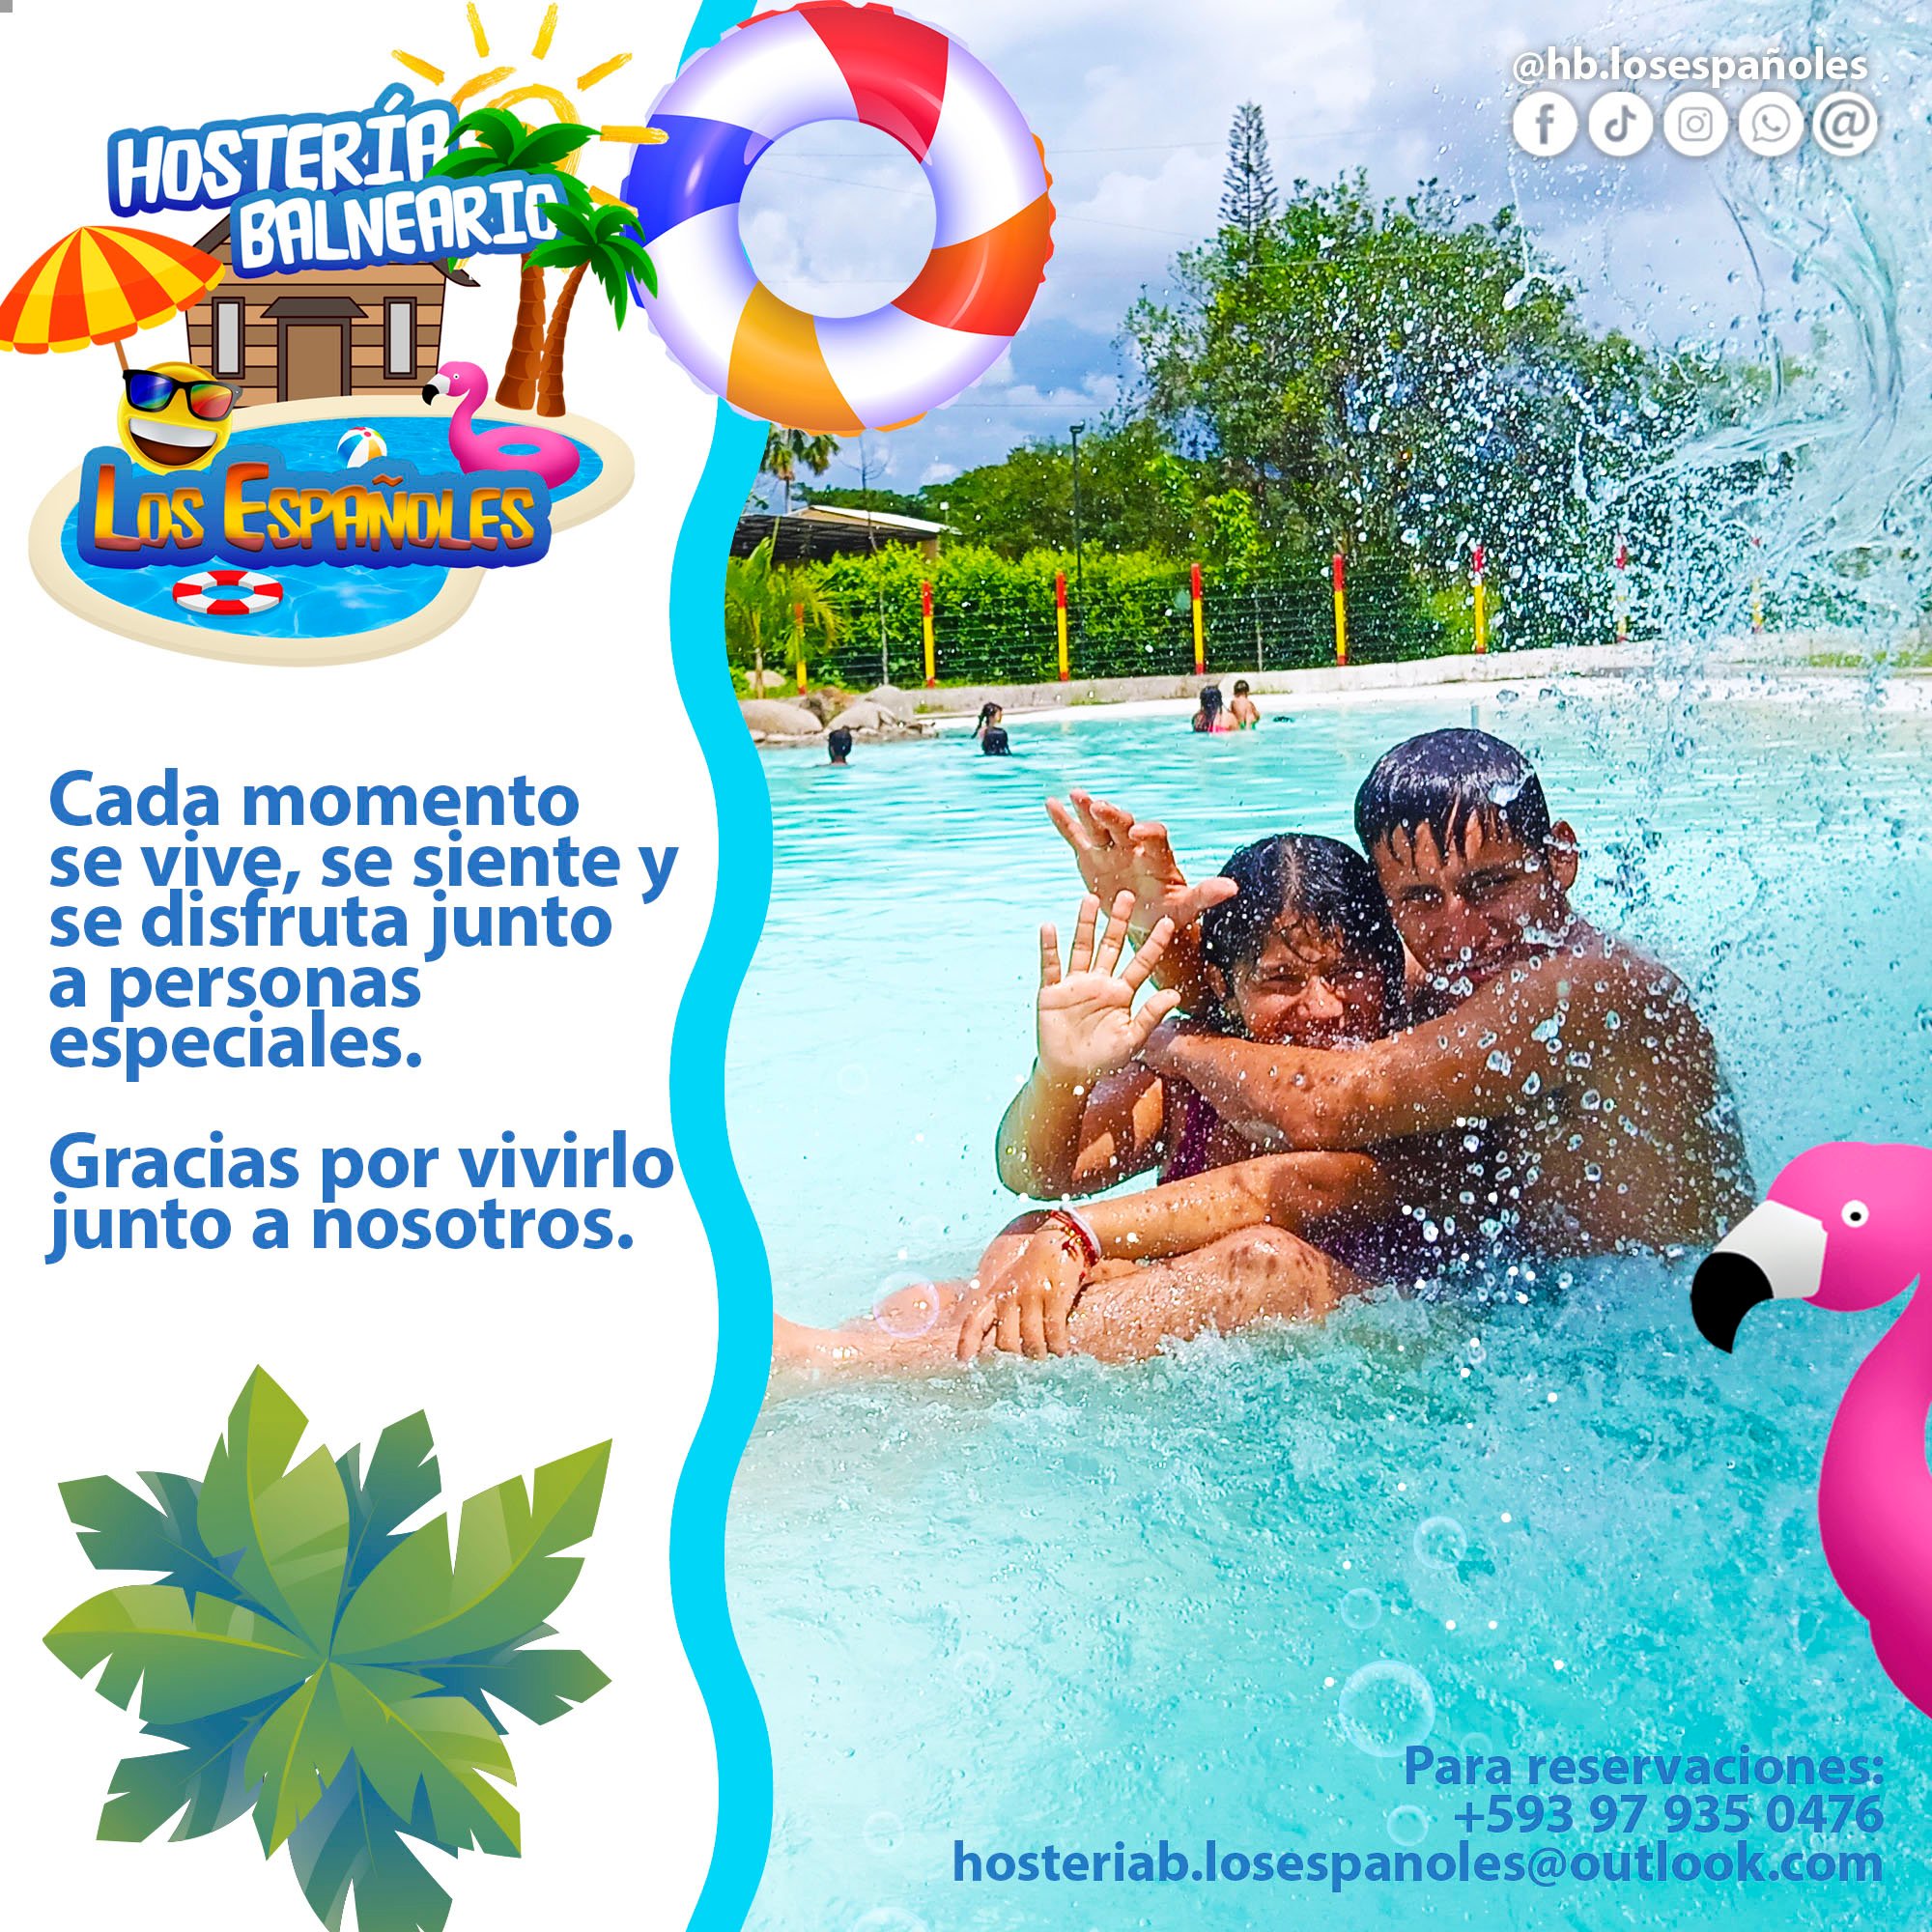 HOSTERÍA
BALNEARIO
LOS ESPAÑOLES
@hb.losespañoles
Cada momento
se vive, se siente y
se disfruta junto
a personas
especiales.
Gracias por vivirlo
junto a nosotros.
Para reservaciones:
+593 97 935 0476
hosteriab.losespanoles@outlook.com